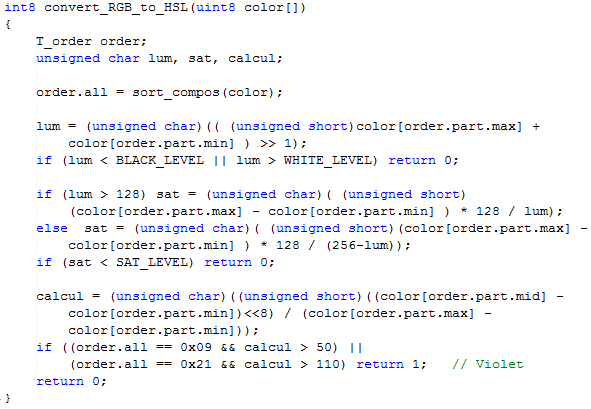 int8 convert_RGB_to_HSL(uint8 color[])
{
    T_order order;
    unsigned char lum, sat, calcul;

    order.all = sort_compos(color);

    lum = (unsigned char)(( (unsigned short)color[order.part.max] +
        color[order.part.min] ) >> 1);
    if (lum < BLACK_LEVEL || lum > WHITE_LEVEL) return 0;

    if (lum > 128) sat = (unsigned char)( (unsigned short)
        (color[order.part.max] - color[order.part.min] ) * 128 / lum);
    else  sat = (unsigned char)( (unsigned short)(color[order.part.max] -
        color[order.part.min] ) * 128 / (256-lum));
    if (sat < SAT_LEVEL) return 0;

    calcul = (unsigned char)((unsigned short)((color[order.part.mid] -
        color[order.part.min])<<8) / (color[order.part.max] -
        color[order.part.min]));
    if ((order.all == 0x09 && calcul > 50) ||
        (order.all == 0x21 && calcul > 110) return 1;   // Violet
    return 0;
}